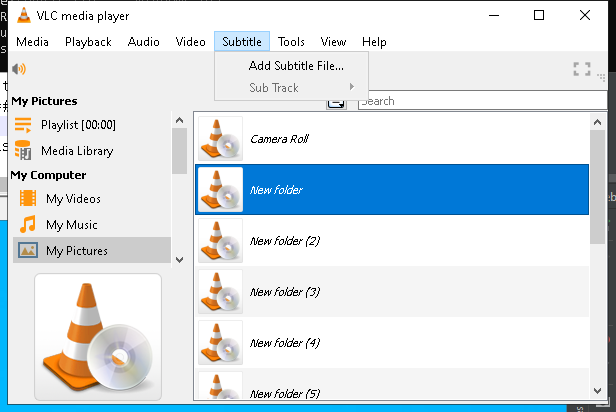 VLC media player
Media Playback Audio Video Subtitle Tools View Help
Add Subtitle File...
Sub Track
Search
My Pictures
Playlist [00:00]
Media Library
My Computer
My Videos
My Music
My Pictures
Camera Roll
New folder
New folder (2)
New folder (3)
New folder (4)
New folder (5)